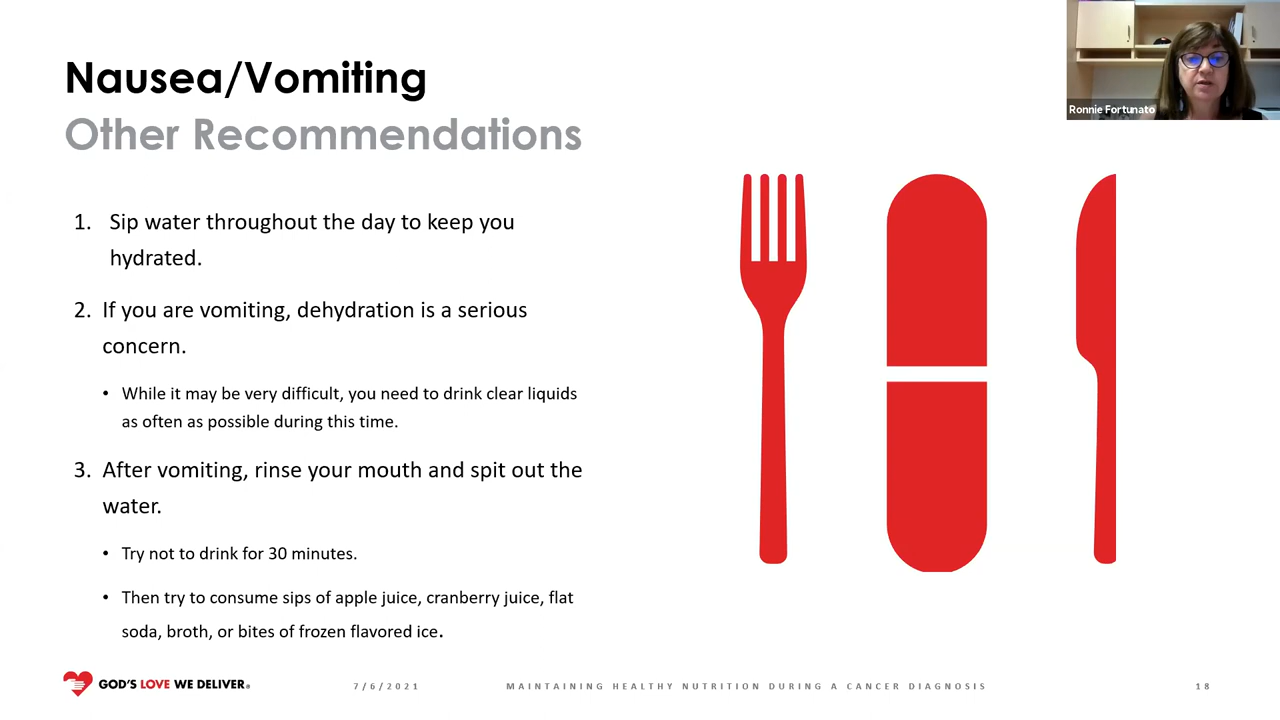 Nausea/Vomiting
Other Recommendations
Ronnie Fortunato
1. Sip water throughout the day to keep you
hydrated.
2. If you are vomiting, dehydration is a serious
concern.
• While it may be very difficult, you need to drink clear liquids
as often as possible during this time.
3. After vomiting, rinse your mouth and spit out the
water.
• Try not to drink for 30 minutes.
• Then try to consume sips of apple juice, cranberry juice, flat
soda, broth, or bites of frozen flavored ice.
GOD'S LOVE WE DELIVER®
7/6/2021
MAINTAINING HEALTHY NUTRITION DURING A CANCER DIAGNOSIS
18